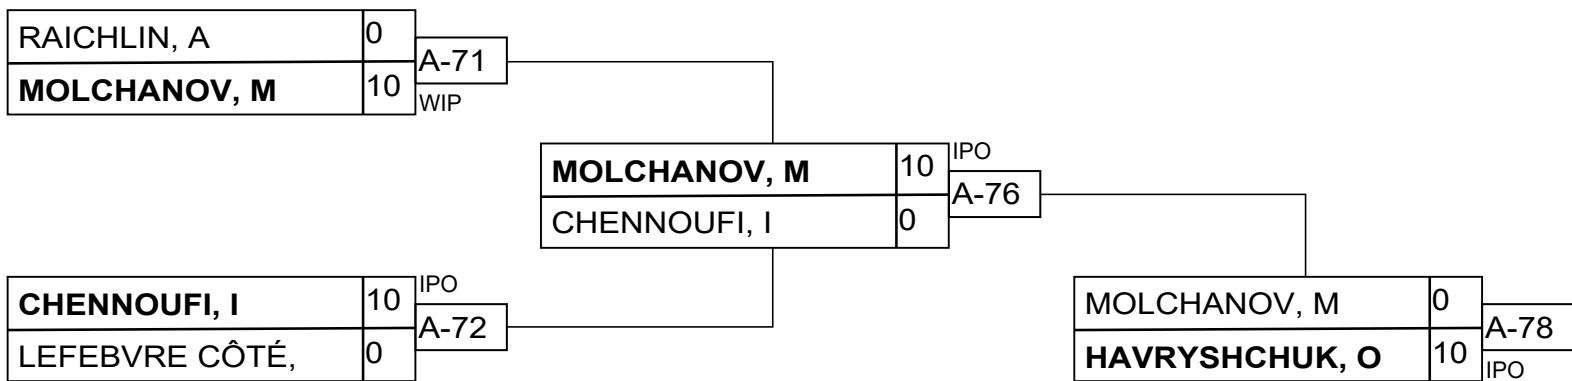 RAICHLIN, A 0
A-71
MOLCHANOV, M 10
WIP
MOLCHANOV, M 10 IPO
A-76
CHENNOUFI, I 0
CHENNOUFI, I 10 IPO
A-72
LEFEBVRE CÔTÉ, 0
MOLCHANOV, M 0
A-78
HAVRYSHCHUK, O 10
IPO